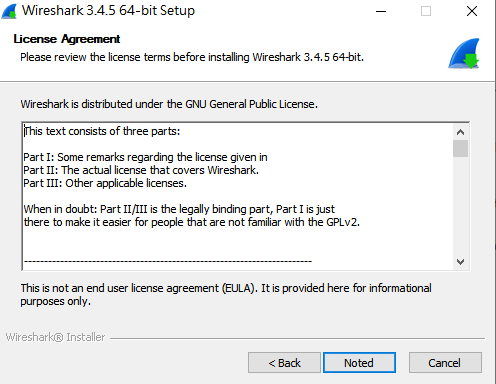 Wireshark 3.4.5 64-bit Setup
License Agreement
Please review the license terms before installing Wireshark 3.4.5 64-bit.
Wireshark is distributed under the GNU General Public License.
This text consists of three parts:
Part I: Some remarks regarding the license given in
Part II: The actual license that covers Wireshark.
Part III: Other applicable licenses.
When in doubt: Part II/III is the legally binding part, Part I is just
there to make it easier for people that are not familiar with the GPLv2.
------------------------------------------------------------------------
This is not an end user license agreement (EULA). It is provided here for informational
purposes only.
Wireshark® Installer
< Back
Noted
Cancel